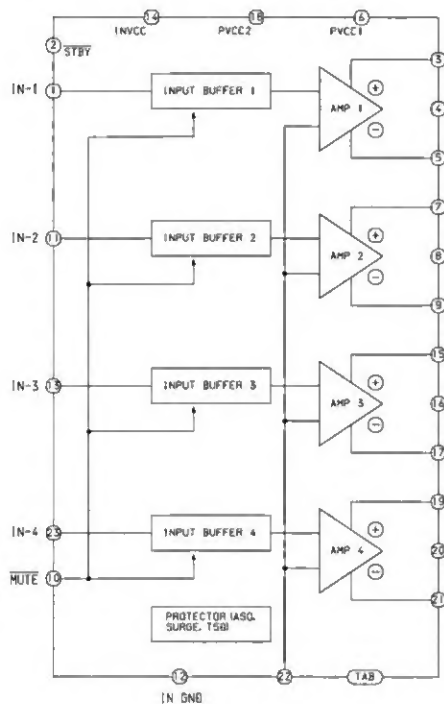 14 18 6
INVCC PVCC2 PVCC1
2 STBY
3
IN-1 1 INPUT BUFFER 1 AMP 1 + −
4
5
7
IN-2 11 INPUT BUFFER 2 AMP 2 + −
8
9
15
IN-3 13 INPUT BUFFER 3 AMP 3 + −
16
17
19
IN-4 23 INPUT BUFFER 4 AMP 4 + −
20
MUTE 10
21
PROTECTOR (ASO,
SURGE, TSD)
12 22 TAB
IN GND